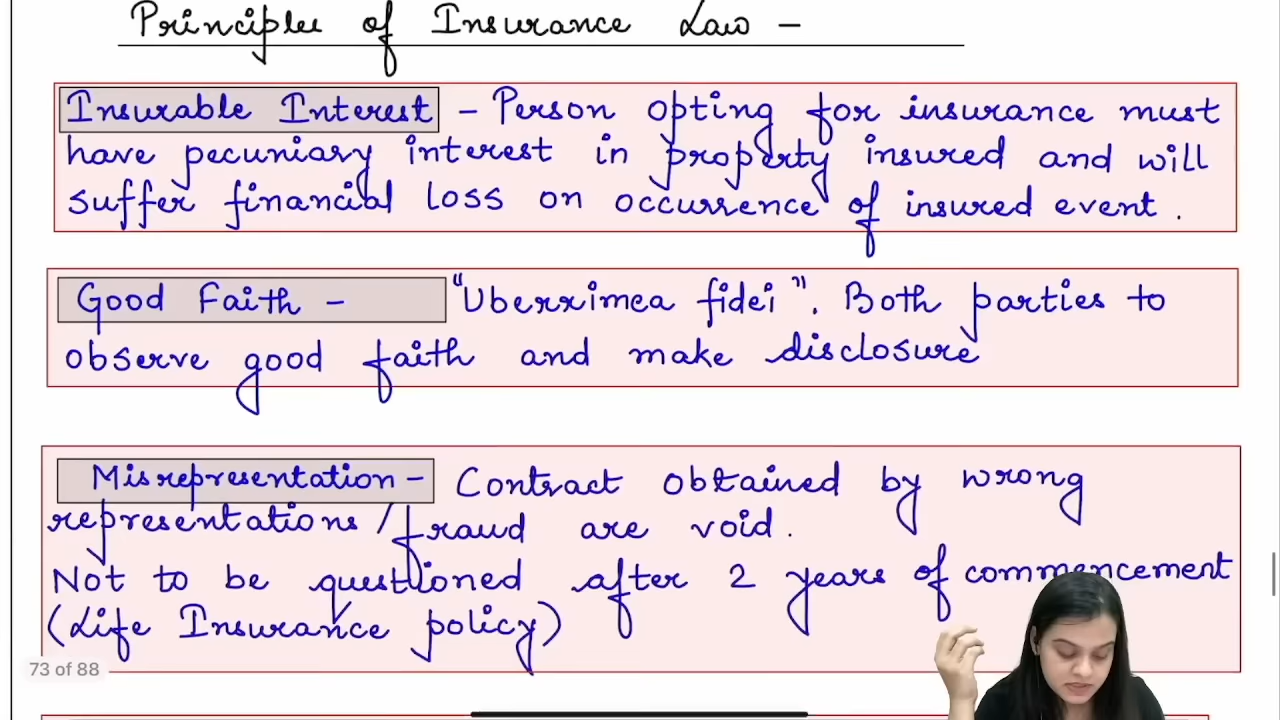 Principles of Insurance Law -
Insurable Interest - Person opting for insurance must
have pecuniary interest in property insured and will
suffer financial loss on occurrence of insured event.
Good Faith - "Uberrimea fidei". Both parties to
observe good faith and make disclosure
Misrepresentation - Contract obtained by wrong
representations / fraud are void.
Not to be questioned after 2 years of commencement
(Life Insurance policy)
73 of 88